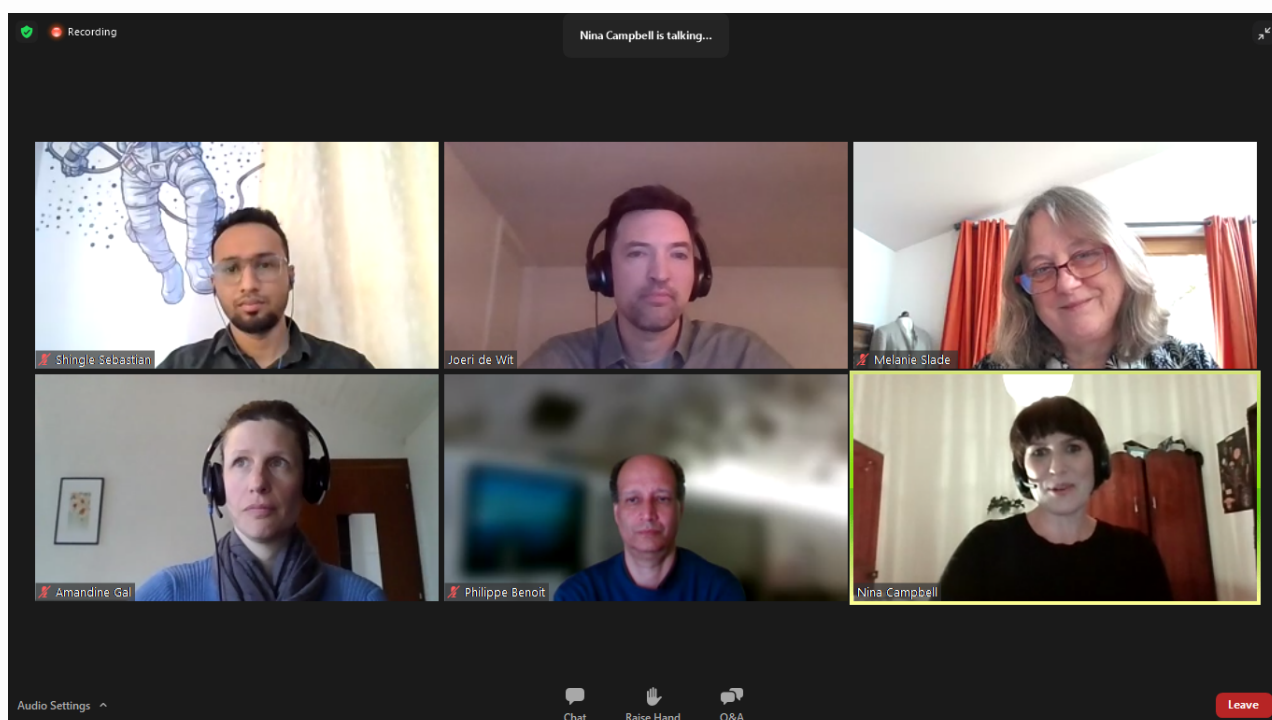 Recording
Nina Campbell is talking...
Shingle Sebastian
Joeri de Wit
Melanie Slade
Amandine Gal
Philippe Benoit
Nina Campbell
Audio Settings
Chat
Raise Hand
Q&A
Leave